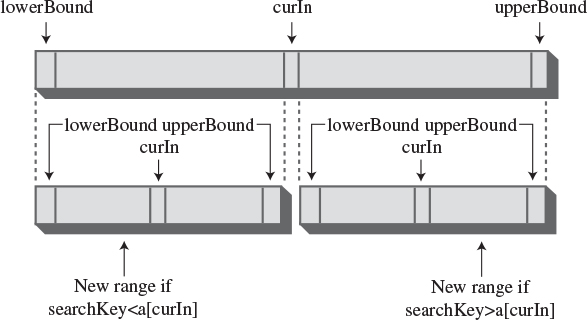 lowerBound curIn upperBound
lowerBound upperBound lowerBound upperBound
curIn curIn
New range if New range if
searchKey<a[curIn] searchKey>a[curIn]